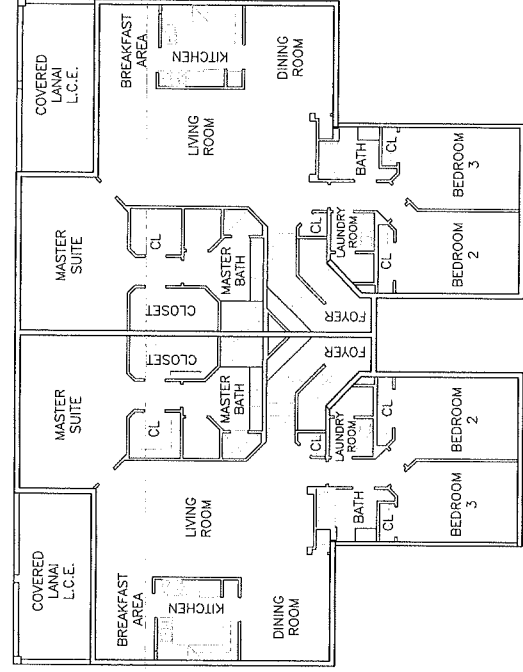 COVERED
LANAI
L.C.E.
MASTER
SUITE
BREAKFAST
AREA
KITCHEN
DINING
ROOM
LIVING
ROOM
CL
CLOSET
MASTER
BATH
FOYER
CL
LAUNDRY
ROOM
BATH
CL
CL
BEDROOM
3
BEDROOM
2
MASTER
SUITE
CLOSET
CL
MASTER
BATH
FOYER
COVERED
LANAI
L.C.E.
LIVING
ROOM
BREAKFAST
AREA
KITCHEN
DINING
ROOM
CL
LAUNDRY
ROOM
CL
BATH
CL
BEDROOM
2
BEDROOM
3